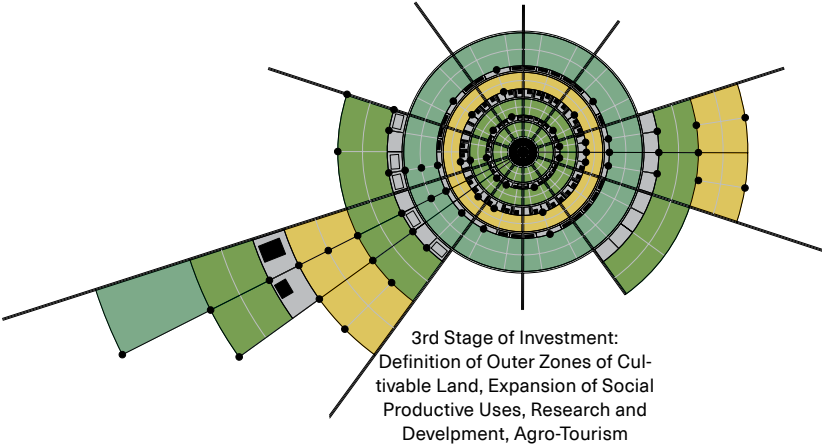 3rd Stage of Investment:
Definition of Outer Zones of Cul-
tivable Land, Expansion of Social
Productive Uses, Research and
Develpment, Agro-Tourism